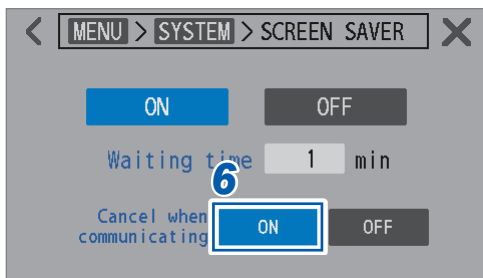 < MENU > SYSTEM > SCREEN SAVER X
ON OFF
Waiting time 1 min
6
Cancel when
communicating ON OFF